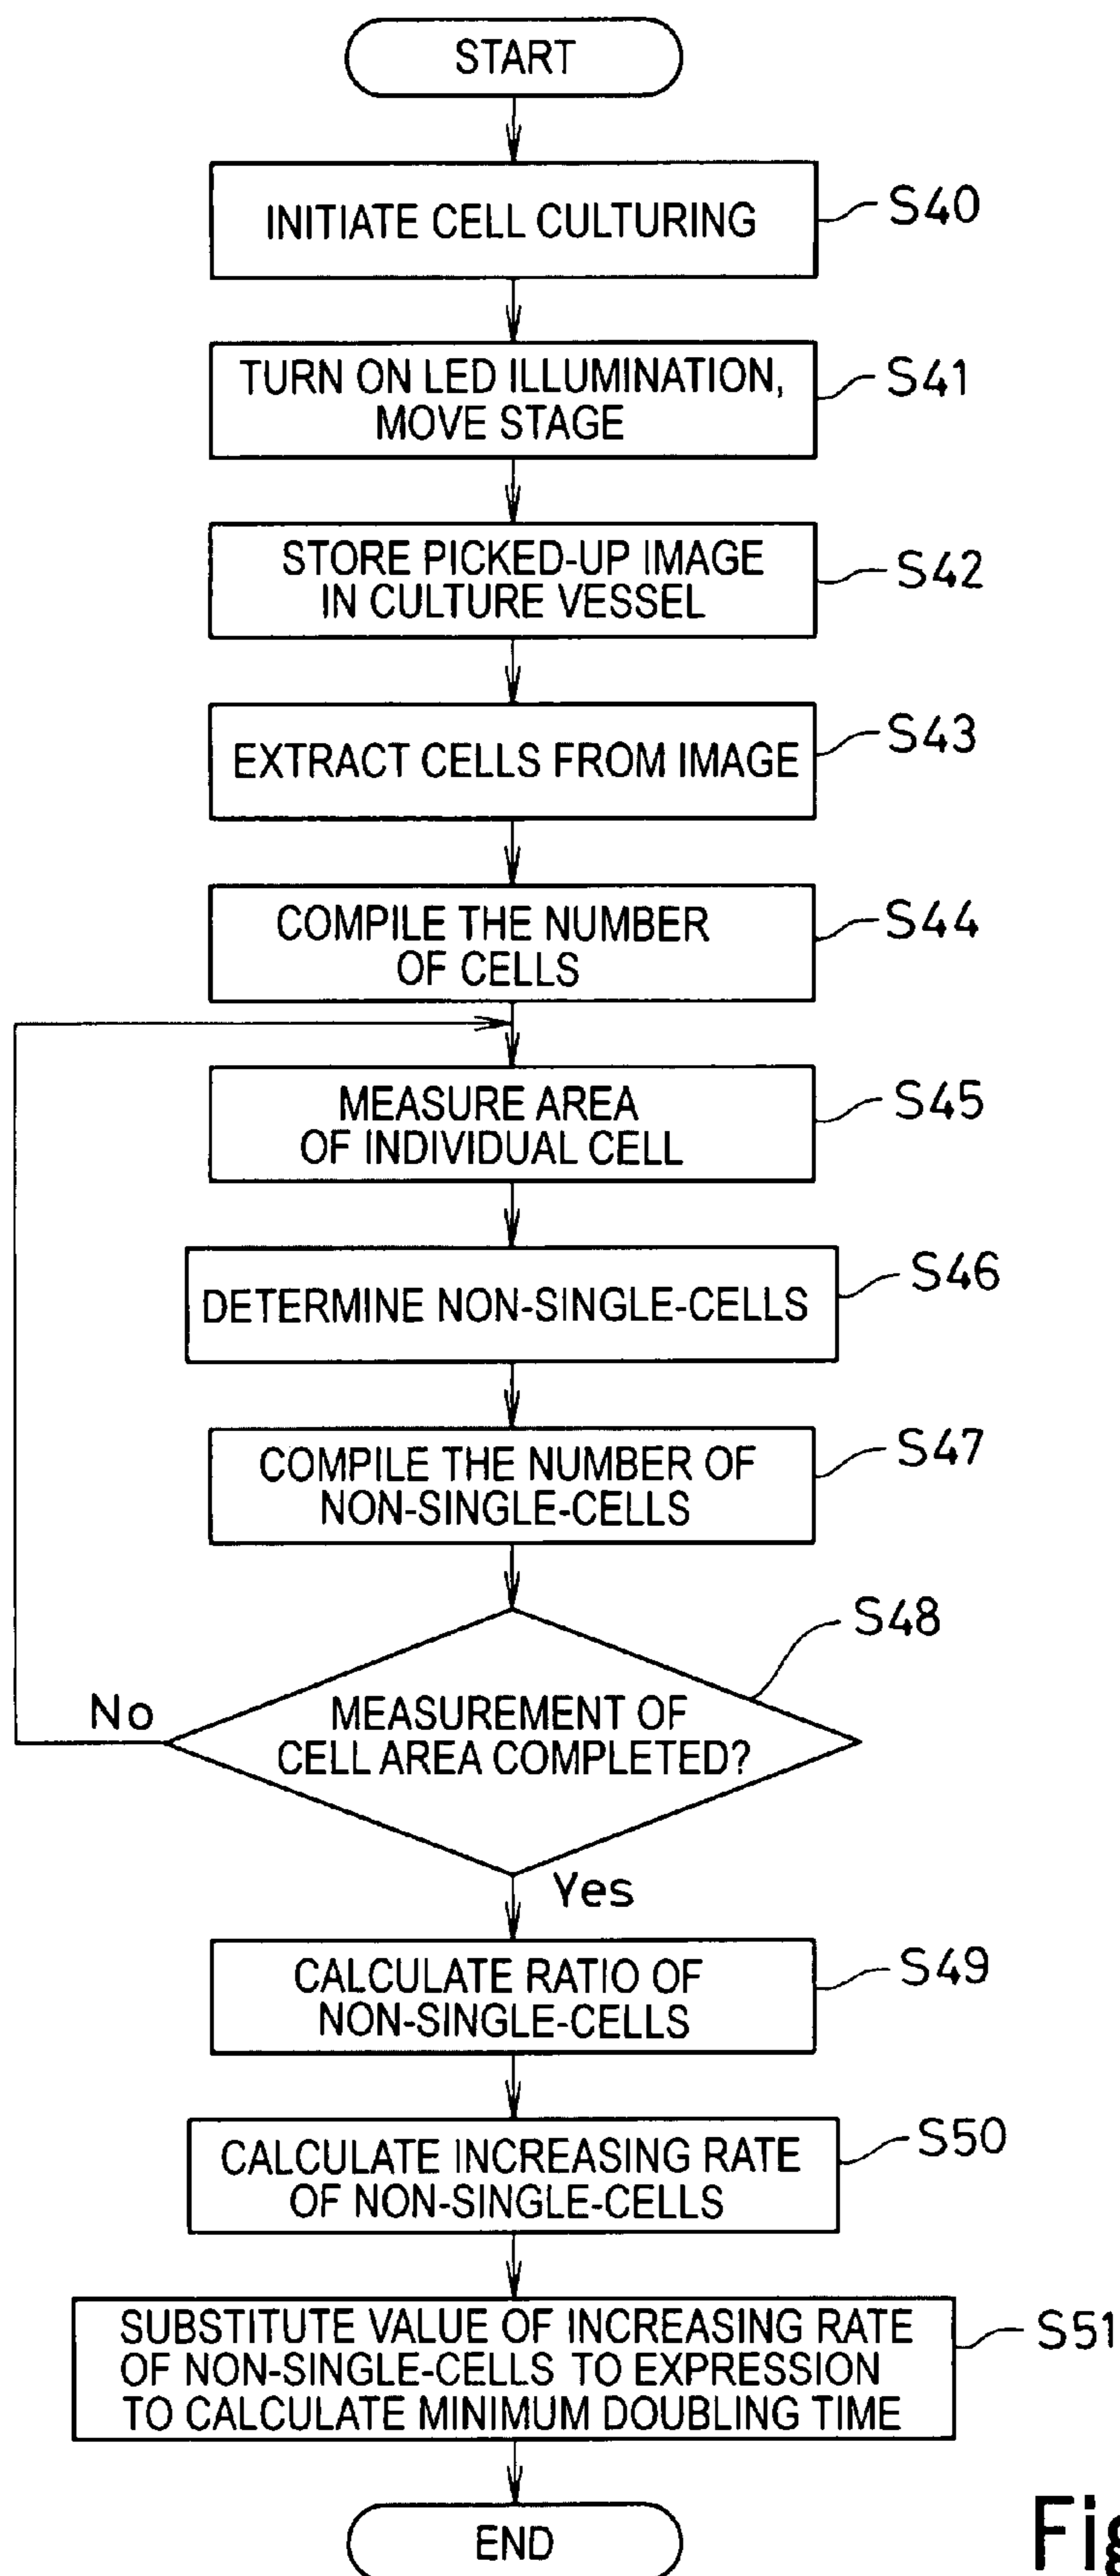 START
INITIATE CELL CULTURING
S40
TURN ON LED ILLUMINATION,
MOVE STAGE
S41
STORE PICKED-UP IMAGE
IN CULTURE VESSEL
S42
EXTRACT CELLS FROM IMAGE
S43
COMPILE THE NUMBER
OF CELLS
S44
MEASURE AREA
OF INDIVIDUAL CELL
S45
DETERMINE NON-SINGLE-CELLS
S46
COMPILE THE NUMBER OF
NON-SINGLE-CELLS
S47
MEASUREMENT OF
CELL AREA COMPLETED?
S48
No
Yes
CALCULATE RATIO OF
NON-SINGLE-CELLS
S49
CALCULATE INCREASING RATE
OF NON-SINGLE-CELLS
S50
SUBSTITUTE VALUE OF INCREASING RATE
OF NON-SINGLE-CELLS TO EXPRESSION
TO CALCULATE MINIMUM DOUBLING TIME
S51
END